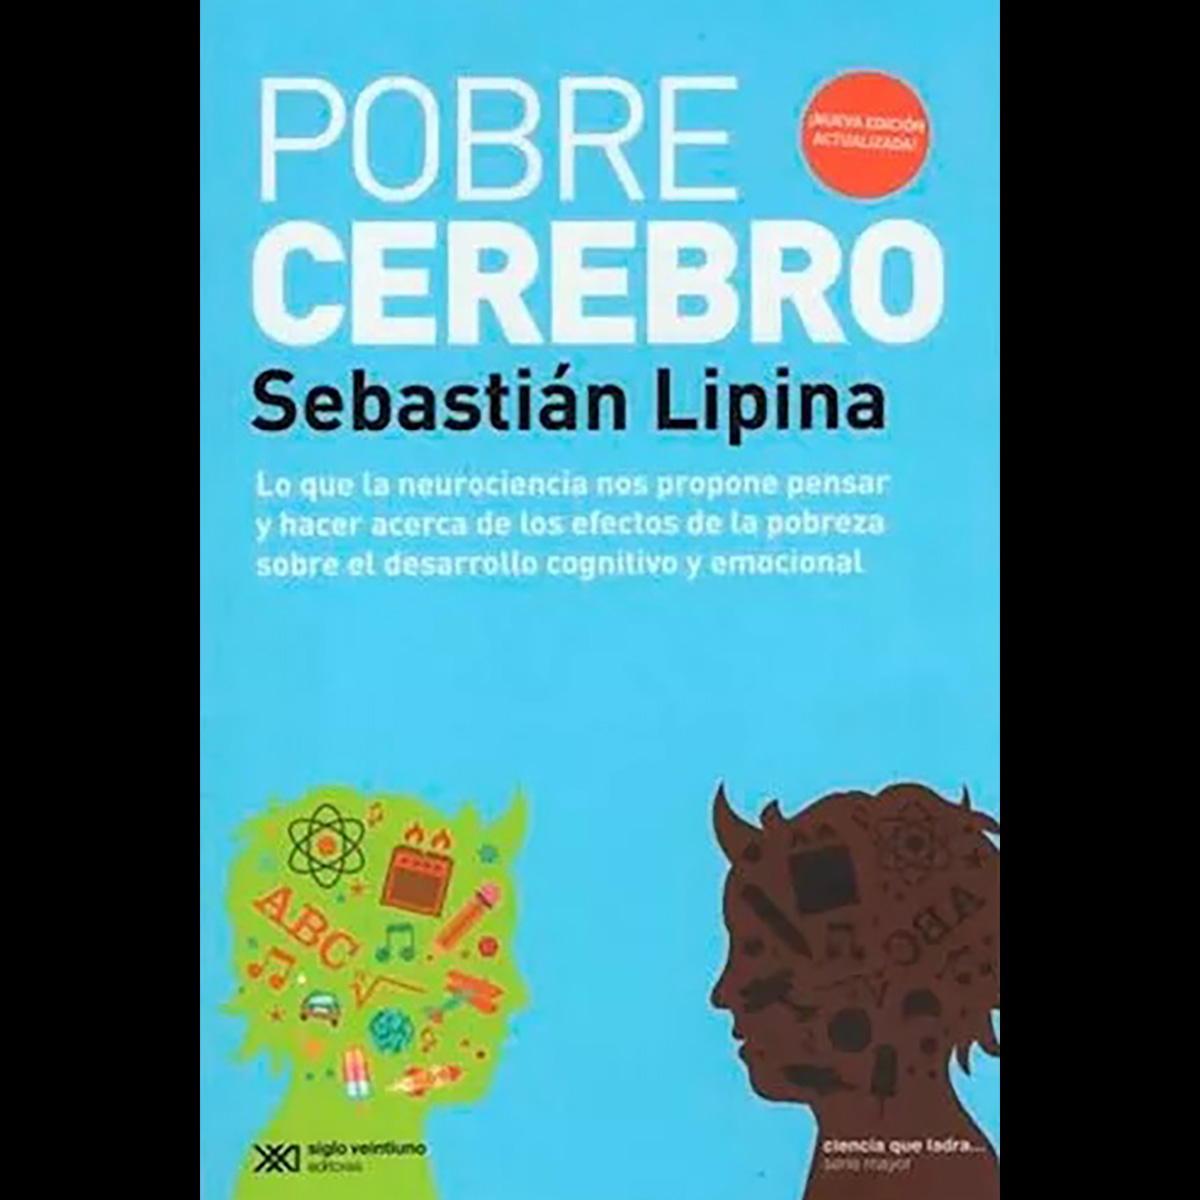 POBRE
¡NUEVA EDICIÓN
ACTUALIZADA!
CEREBRO
Sebastián Lipina
Lo que la neurociencia nos propone pensar
y hacer acerca de los efectos de la pobreza
sobre el desarrollo cognitivo y emocional
ABC
ABC
siglo veintiuno
editores
ciencia que ladra...
serie mayor